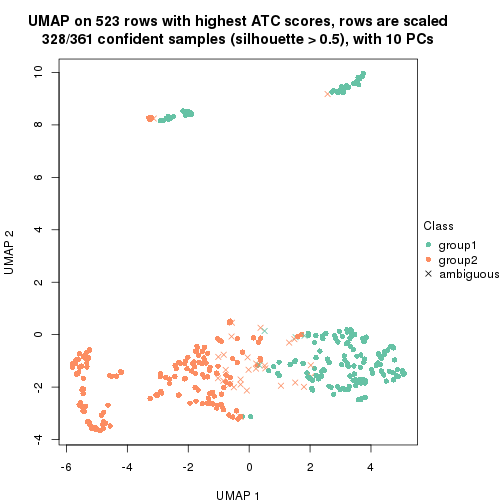 UMAP on 523 rows with highest ATC scores, rows are scaled
328/361 confident samples (silhouette > 0.5), with 10 PCs
10
8
6
4
2
0
-2
-4
UMAP 2
-6
-4
-2
0
2
4
UMAP 1
Class
group1
group2
ambiguous